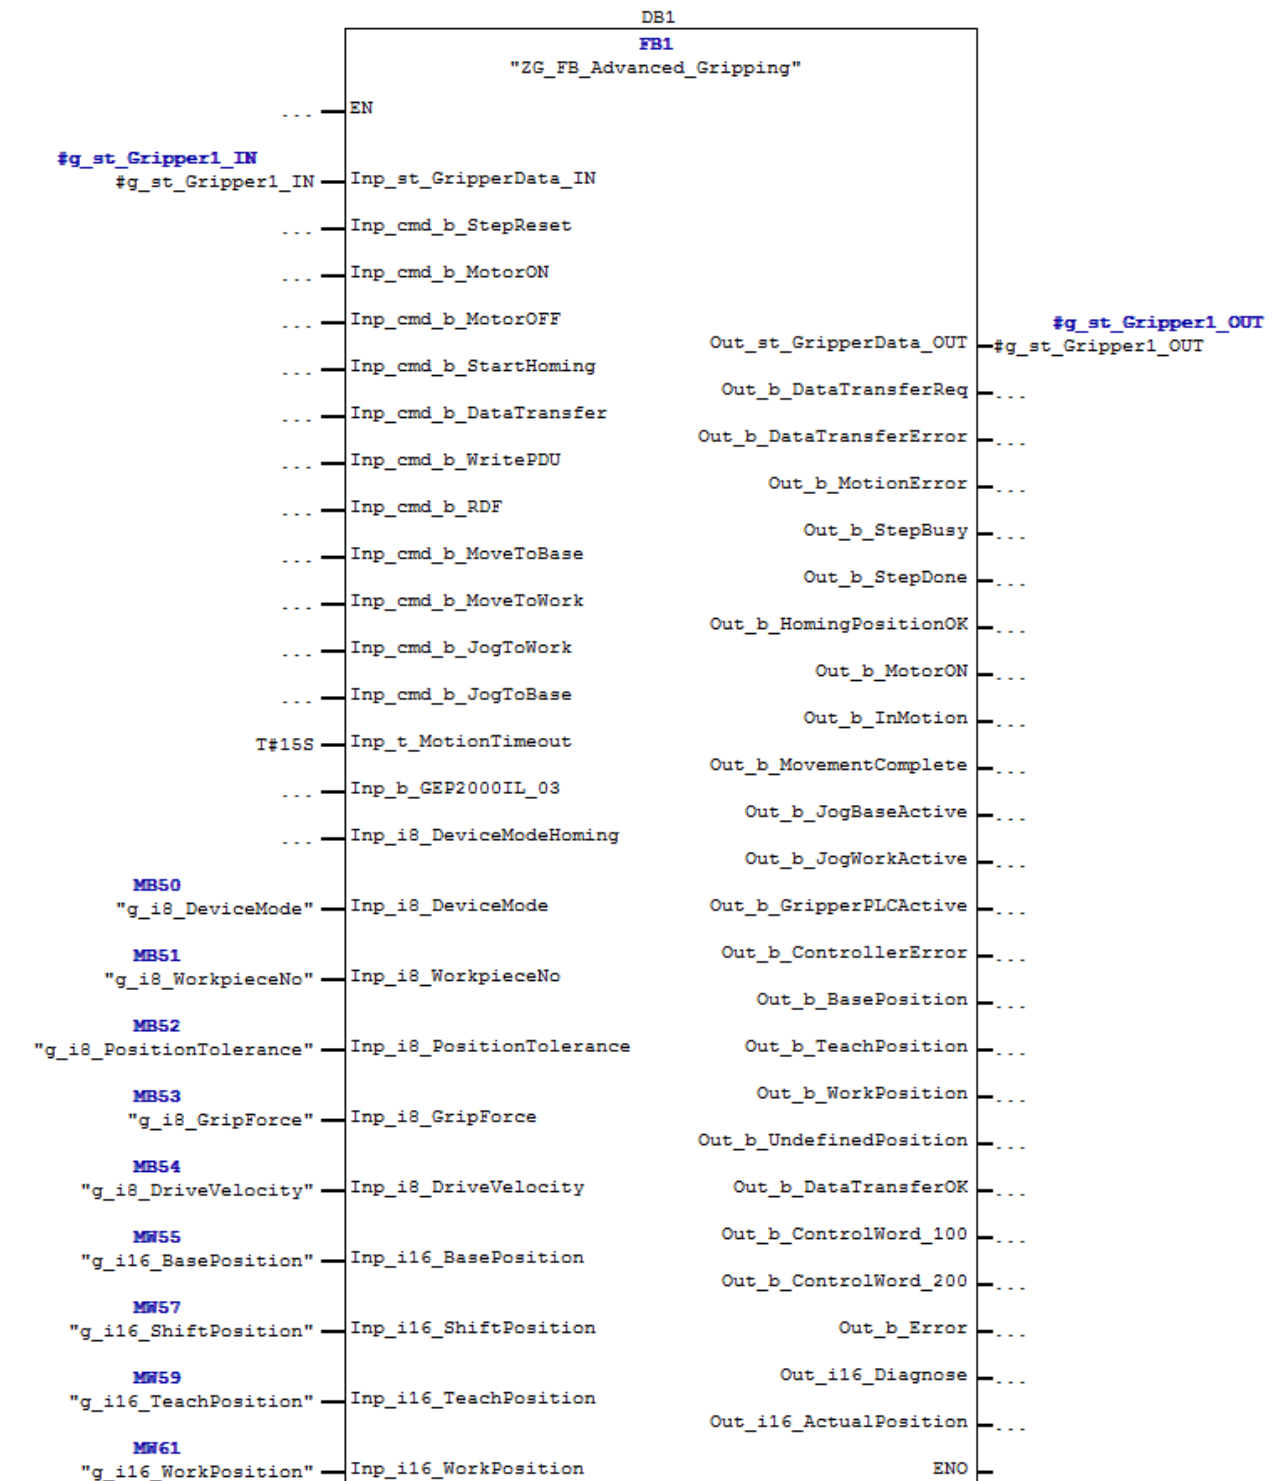 DB1
FB1
"ZG_FB_Advanced_Gripping"
... EN
#g_st_Gripper1_IN
#g_st_Gripper1_IN Inp_st_GripperData_IN
... Inp_cmd_b_StepReset
... Inp_cmd_b_MotorON
... Inp_cmd_b_MotorOFF
... Inp_cmd_b_StartHoming
... Inp_cmd_b_DataTransfer
... Inp_cmd_b_WritePDU
... Inp_cmd_b_RDF
... Inp_cmd_b_MoveToBase
... Inp_cmd_b_MoveToWork
... Inp_cmd_b_JogToWork
... Inp_cmd_b_JogToBase
T#15S Inp_t_MotionTimeout
... Inp_b_GEP2000IL_03
... Inp_i8_DeviceModeHoming
MB50
"g_i8_DeviceMode" Inp_i8_DeviceMode
MB51
"g_i8_WorkpieceNo" Inp_i8_WorkpieceNo
MB52
"g_i8_PositionTolerance" Inp_i8_PositionTolerance
MB53
"g_i8_GripForce" Inp_i8_GripForce
MB54
"g_i8_DriveVelocity" Inp_i8_DriveVelocity
MW55
"g_i16_BasePosition" Inp_i16_BasePosition
MW57
"g_i16_ShiftPosition" Inp_i16_ShiftPosition
MW59
"g_i16_TeachPosition" Inp_i16_TeachPosition
MW61
"g_i16_WorkPosition" Inp_i16_WorkPosition
#g_st_Gripper1_OUT
Out_st_GripperData_OUT #g_st_Gripper1_OUT
Out_b_DataTransferReq ...
Out_b_DataTransferError ...
Out_b_MotionError ...
Out_b_StepBusy ...
Out_b_StepDone ...
Out_b_HomingPositionOK ...
Out_b_MotorON ...
Out_b_InMotion ...
Out_b_MovementComplete ...
Out_b_JogBaseActive ...
Out_b_JogWorkActive ...
Out_b_GripperPLCActive ...
Out_b_ControllerError ...
Out_b_BasePosition ...
Out_b_TeachPosition ...
Out_b_WorkPosition ...
Out_b_UndefinedPosition ...
Out_b_DataTransferOK ...
Out_b_ControlWord_100 ...
Out_b_ControlWord_200 ...
Out_b_Error ...
Out_i16_Diagnose ...
Out_i16_ActualPosition ...
ENO